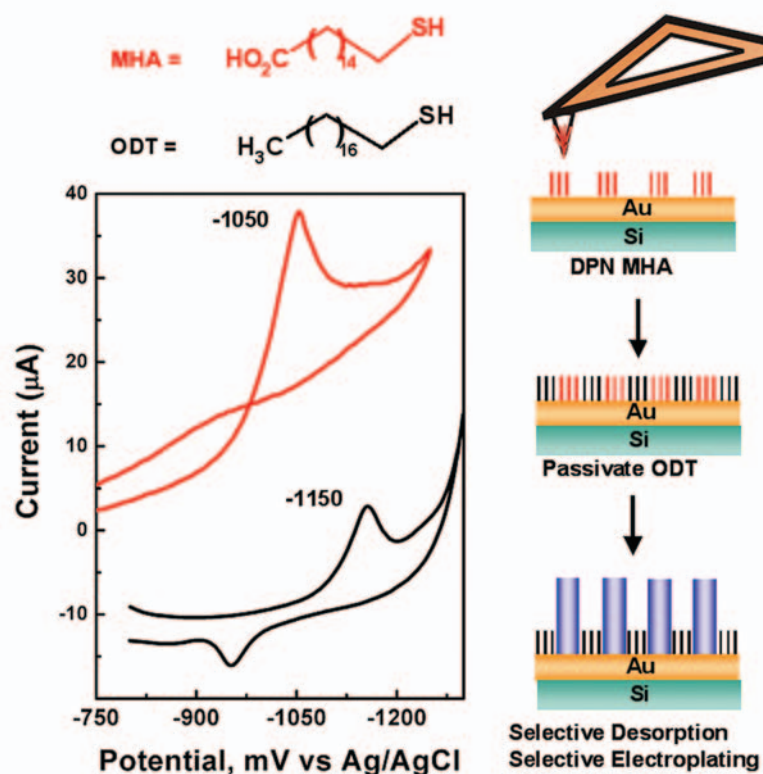 MHA =
HO2C
14
SH
ODT =
H3C
16
SH
40
30
20
10
0
-10
-1050
-1150
Current (μA)
-750
-900
-1050
-1200
Potential, mV vs Ag/AgCl
Au
Si
DPN MHA
Au
Si
Passivate ODT
Au
Si
Selective Desorption
Selective Electroplating